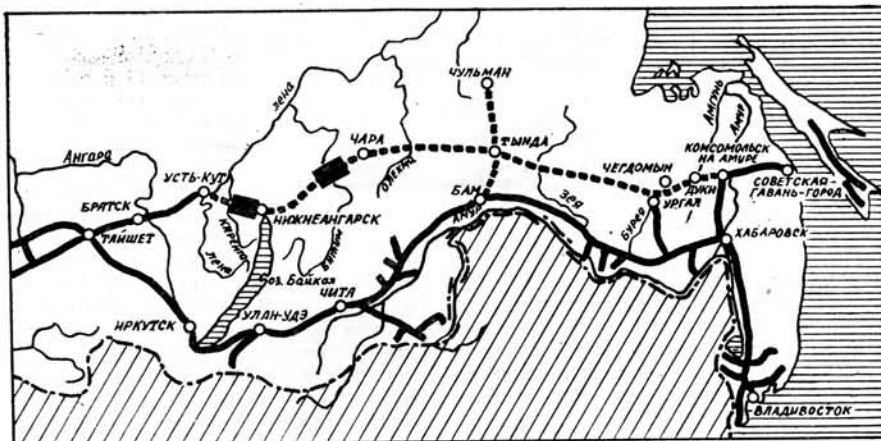 ЧУЛЬМАН
Лена
ЧАРА
ТЫНДА
Амгунь
Амур
КОМСОМОЛЬСК
НА АМУРЕ
Ангара
УСТЬ-КУТ
Олекма
ЧЕГДОМЫН
ДУКИ
СОВЕТСКАЯ-
ГАВАНЬ-ГОРОД
БАМ
Амур
Зея
УРГАЛ
Бурея
БРАТСК
НИЖНЕАНГАРСК
Киренга
Лена
Витим
ТАЙШЕТ
ХАБАРОВСК
оз. Байкал
ЧИТА
ИРКУТСК
УЛАН-УДЭ
ВЛАДИВОСТОК